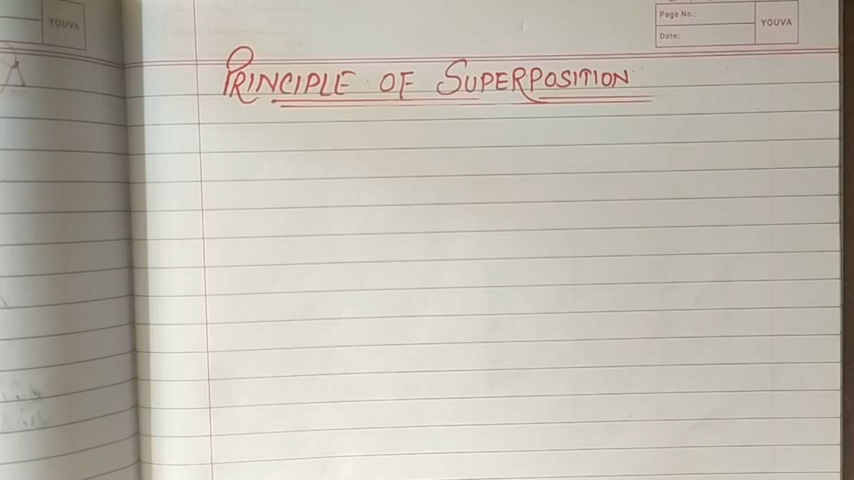 YOUVA
Page No.:
YOUVA
Date:
PRINCIPLE OF SUPERPOSITION